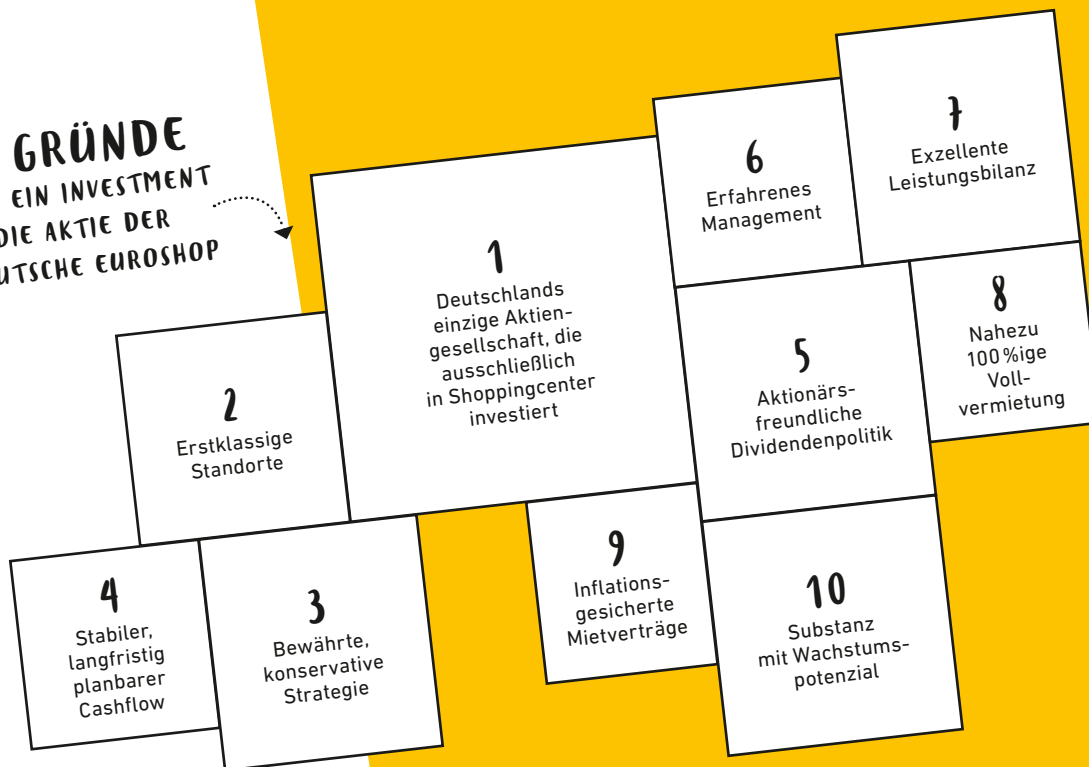 GRÜNDE
EIN INVESTMENT
DIE AKTIE DER
EUROSHOP
1
Deutschlands
einzige Aktien-
gesellschaft, die
ausschließlich
in Shoppingcenter
investiert
2
Erstklassige
Standorte
3
Bewährte,
konservative
Strategie
4
Stabiler,
langfristig
planbarer
Cashflow
5
Aktionärs-
freundliche
Dividendenpolitik
6
Erfahrenes
Management
7
Exzellente
Leistungsbilanz
8
Nahezu
100 %ige
Voll-
vermietung
9
Inflations-
gesicherte
Mietverträge
10
Substanz
mit Wachstums-
potenzial